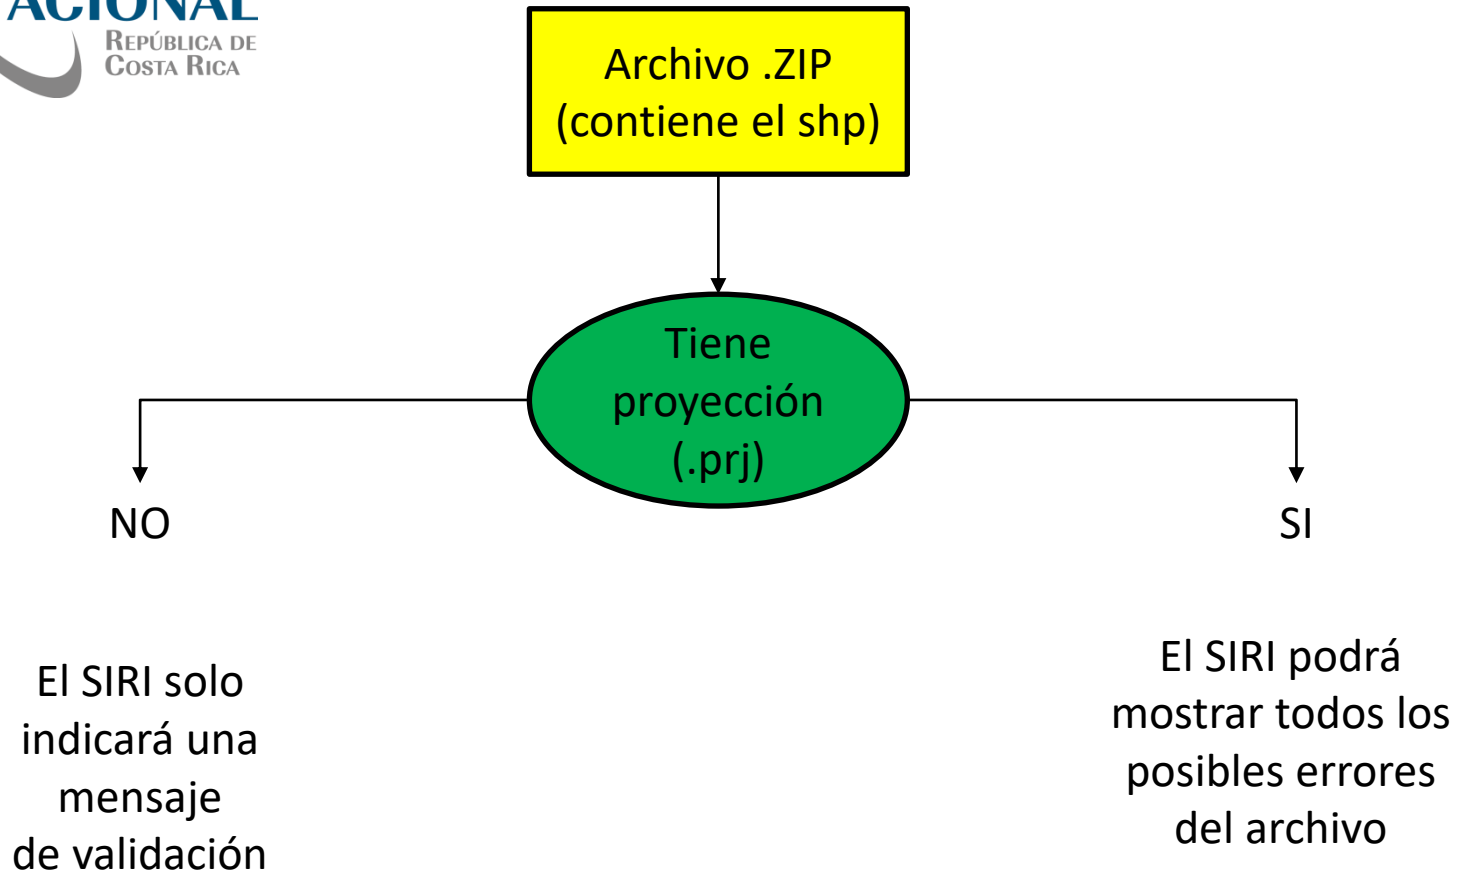 ACIONAL
REPÚBLICA DE
COSTA RICA
Archivo .ZIP
(contiene el shp)
Tiene
proyección
(.prj)
NO
SI
El SIRI solo
indicará una
mensaje
de validación
El SIRI podrá
mostrar todos los
posibles errores
del archivo